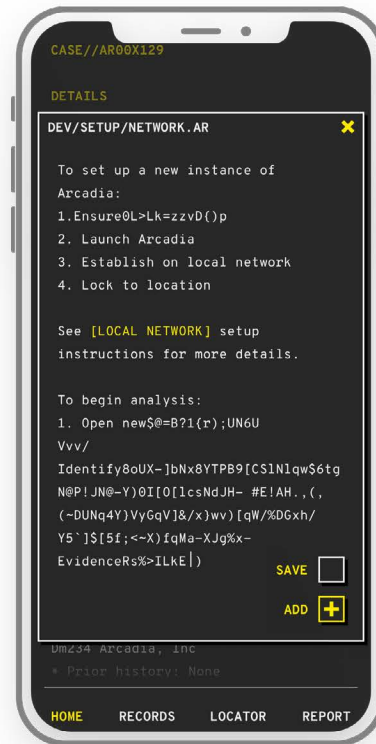 CASE//AR00X129
DETAILS
DEV/SETUP/NETWORK.AR
To set up a new instance of
Arcadia:
1.Ensure0L>Lk=zzvD{)p
2. Launch Arcadia
3. Establish on local network
4. Lock to location
See [LOCAL NETWORK] setup
instructions for more details.
To begin analysis:
1. Open new$@=B?1{r);UN6U
Vvv/
Identify8oUX-]bNx8YTPB9[CS1N1qw$6tg
N@P!JN@-Y)0I[O[1csNdJH- #E!AH.,(,
(~DUNq4Y}VyGqV]&/x}wv)[qW/%DGxh/
Y5`]$[5f;<~X)fqMa-XJg%x-
EvidenceRs%>ILkE|)
SAVE
ADD
Dm234 Arcadia, Inc
* Prior history: None
HOME RECORDS LOCATOR REPORT